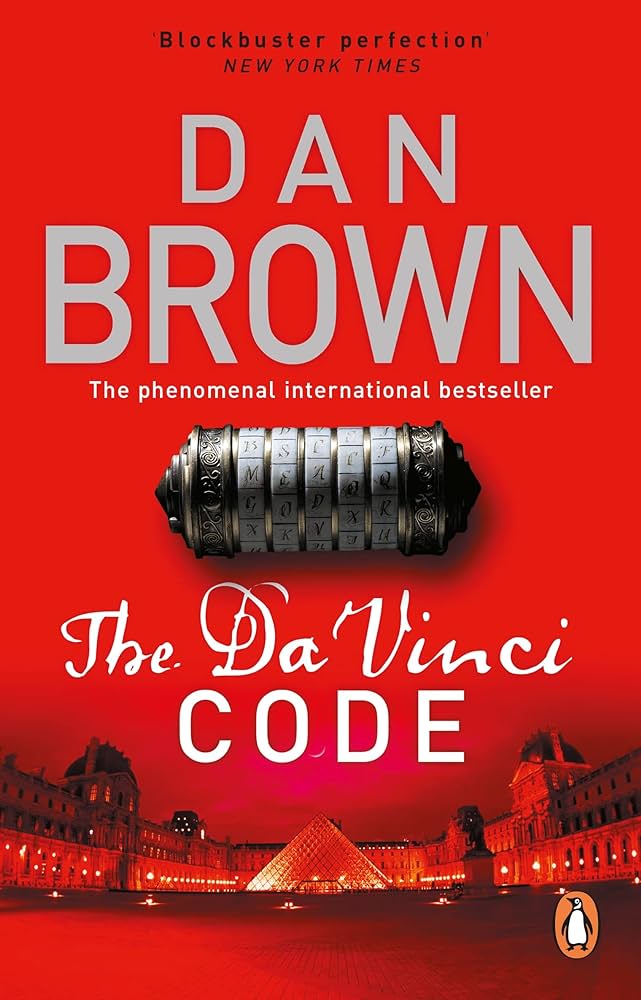 'Blockbuster perfection'
NEW YORK TIMES
DAN
BROWN
The phenomenal international bestseller
The Da Vinci
CODE